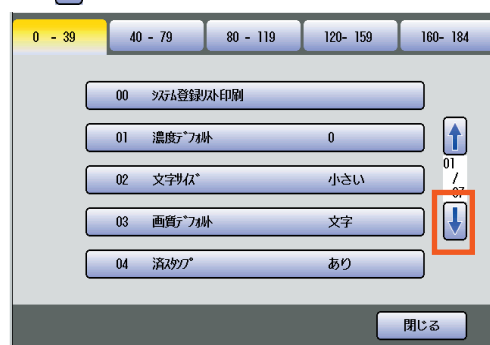 0 - 39 40 - 79 80 - 119 120- 159 160- 184
00 ｼｽﾃﾑ登録ﾘｽﾄ印刷
01 濃度ﾃﾞﾌｫﾙﾄ 0
02 文字ｻｲｽﾞ 小さい
03 画質ﾃﾞﾌｫﾙﾄ 文字
04 済ｽﾀﾝﾌﾟ あり
01
/
07
閉じる